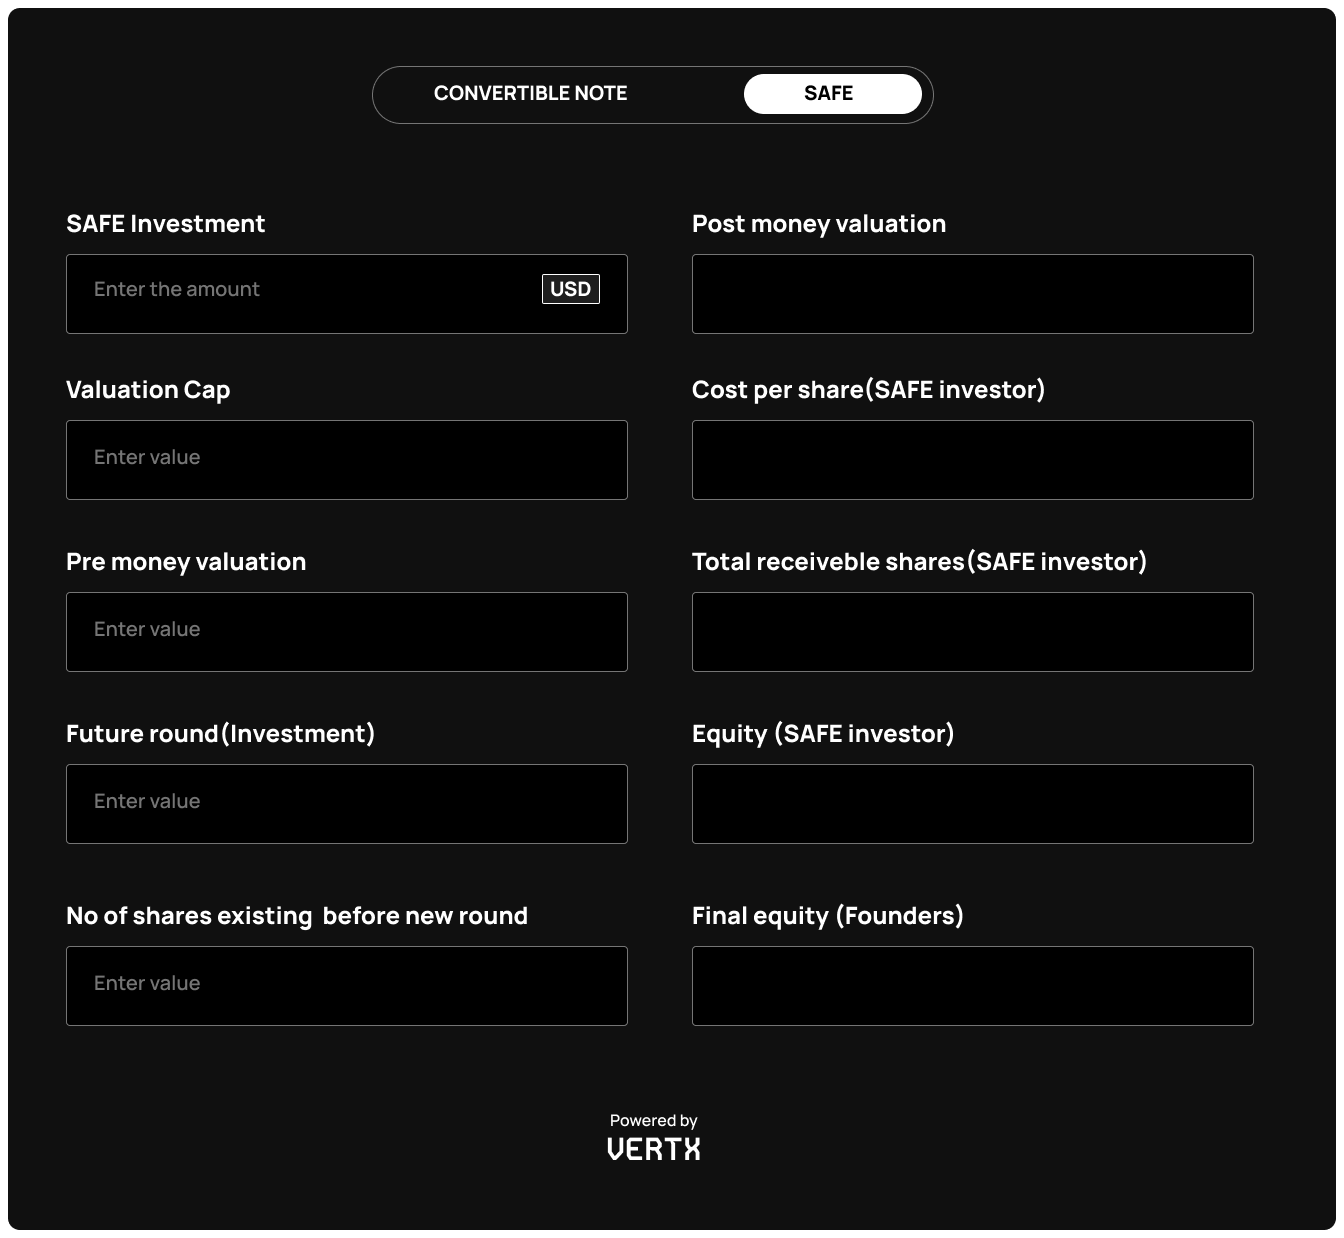 CONVERTIBLE NOTE
SAFE
SAFE Investment
Enter the amount
USD
Post money valuation
Valuation Cap
Enter value
Cost per share(SAFE investor)
Pre money valuation
Enter value
Total receiveble shares(SAFE investor)
Future round(Investment)
Enter value
Equity (SAFE investor)
No of shares existing  before new round
Enter value
Final equity (Founders)
Powered by
VERTX